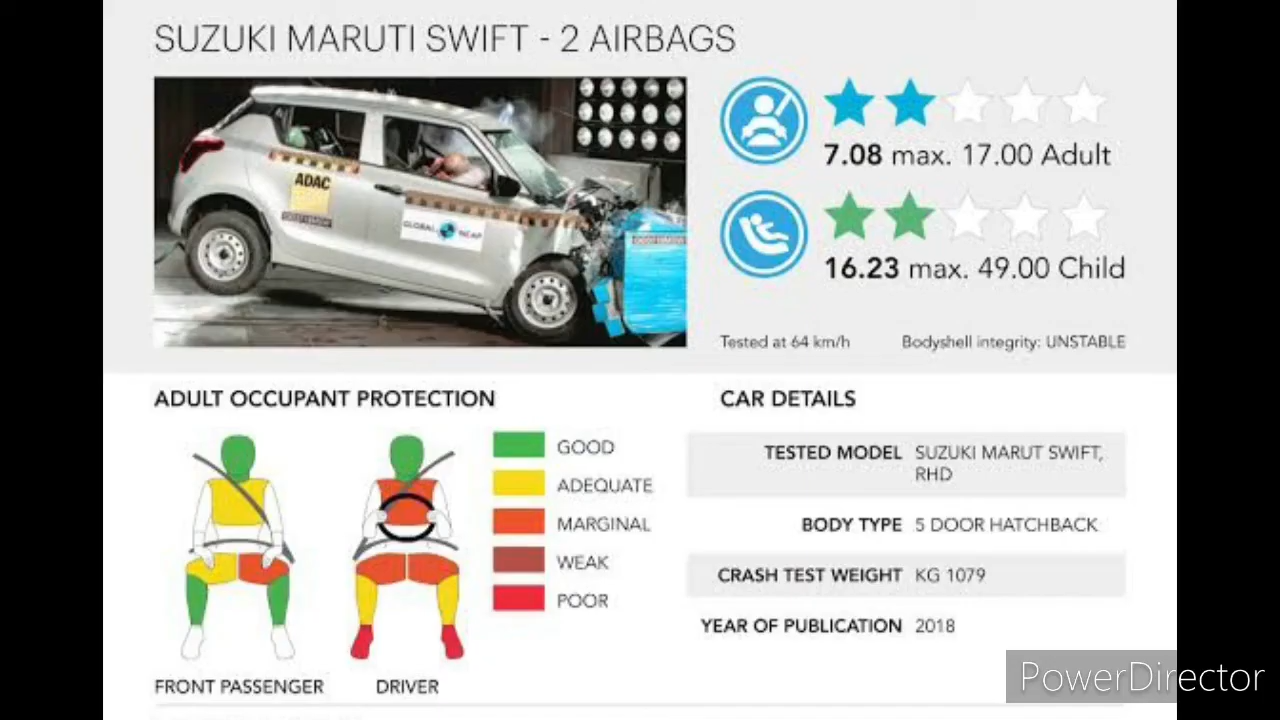 SUZUKI MARUTI SWIFT - 2 AIRBAGS
ADAC
GLOBAL NCAP
7.08 max. 17.00 Adult
16.23 max. 49.00 Child
Tested at 64 km/h
Bodyshell integrity: UNSTABLE
ADULT OCCUPANT PROTECTION
FRONT PASSENGER
DRIVER
GOOD
ADEQUATE
MARGINAL
WEAK
POOR
CAR DETAILS
TESTED MODEL SUZUKI MARUT SWIFT,
RHD
BODY TYPE 5 DOOR HATCHBACK
CRASH TEST WEIGHT KG 1079
YEAR OF PUBLICATION 2018
PowerDirector